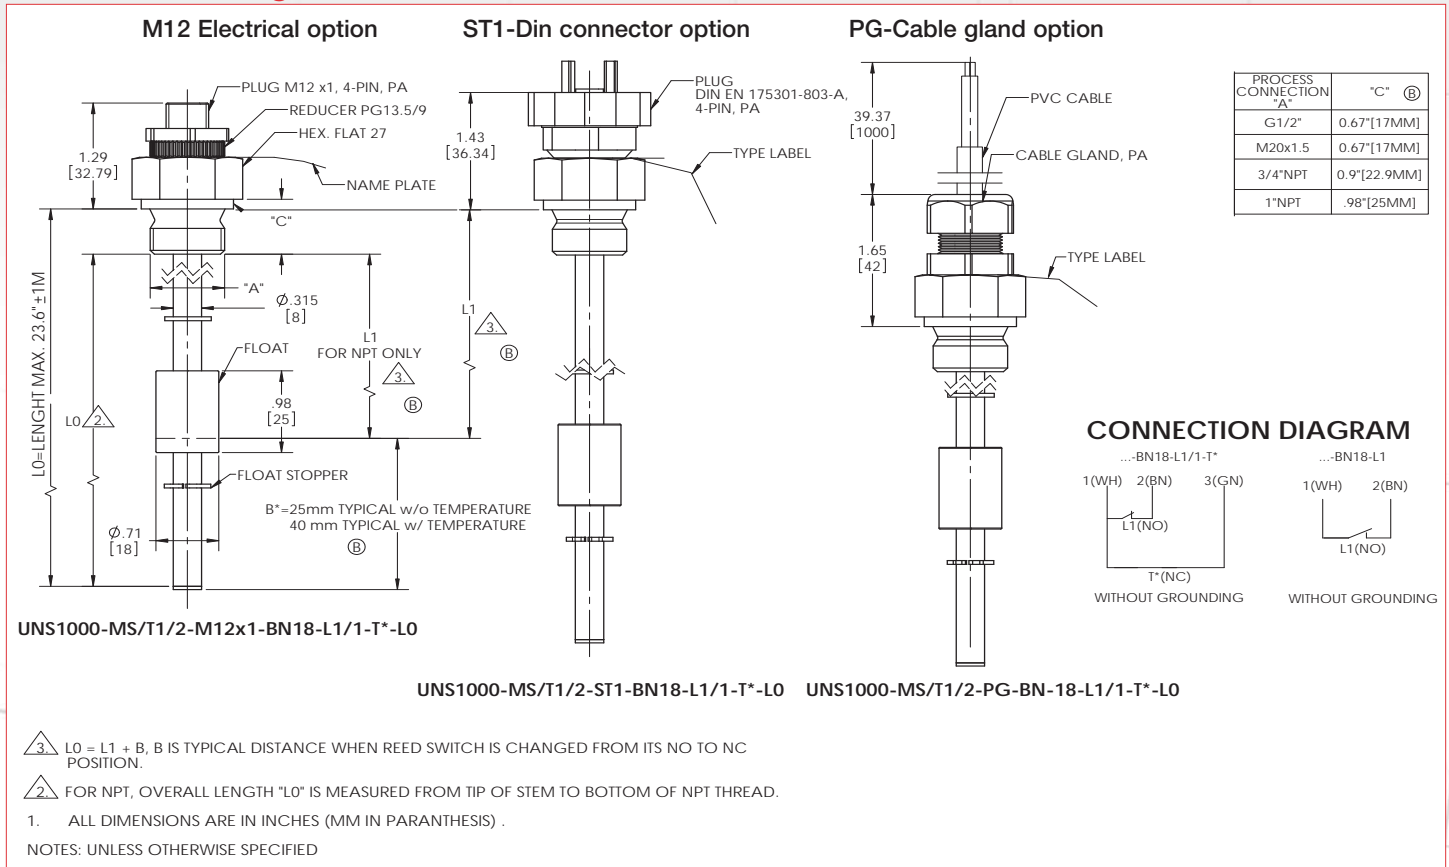 M12 Electrical option
ST1-Din connector option
PG-Cable gland option
PLUG M12 x1, 4-PIN, PA
REDUCER PG13.5/9
HEX. FLAT 27
1.29
[32.79]
NAME PLATE
"C"
"A"
Ø.315
[8]
L0=LENGHT MAX. 23.6"±1M
L0
2.
L1
FOR NPT ONLY
3.
B
FLOAT
.98
[25]
FLOAT STOPPER
B*=25mm TYPICAL w/o TEMPERATURE
40 mm TYPICAL w/ TEMPERATURE
B
Ø.71
[18]
UNS1000-MS/T1/2-M12x1-BN18-L1/1-T*-L0
PLUG
DIN EN 175301-803-A,
4-PIN, PA
1.43
[36.34]
TYPE LABEL
L1
3.
B
UNS1000-MS/T1/2-ST1-BN18-L1/1-T*-L0
39.37
[1000]
PVC CABLE
CABLE GLAND, PA
1.65
[42]
TYPE LABEL
UNS1000-MS/T1/2-PG-BN-18-L1/1-T*-L0
PROCESS
CONNECTION
"A"
"C" B
G1/2" 0.67"[17MM]
M20x1.5 0.67"[17MM]
3/4"NPT 0.9"[22.9MM]
1"NPT .98"[25MM]
CONNECTION DIAGRAM
...-BN18-L1/1-T*
1(WH) 2(BN) 3(GN)
L1(NO)
T*(NC)
WITHOUT GROUNDING
...-BN18-L1
1(WH) 2(BN)
L1(NO)
WITHOUT GROUNDING
3. L0 = L1 + B, B IS TYPICAL DISTANCE WHEN REED SWITCH IS CHANGED FROM ITS NO TO NC
POSITION.
2. FOR NPT, OVERALL LENGTH "L0" IS MEASURED FROM TIP OF STEM TO BOTTOM OF NPT THREAD.
1. ALL DIMENSIONS ARE IN INCHES (MM IN PARANTHESIS) .
NOTES: UNLESS OTHERWISE SPECIFIED